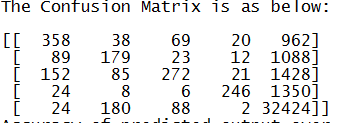 The Confusion Matrix is as below:
[[ 358 38 69 20 962]
[ 89 179 23 12 1088]
[ 152 85 272 21 1428]
[ 24 8 6 246 1350]
[ 24 180 88 2 32424]]